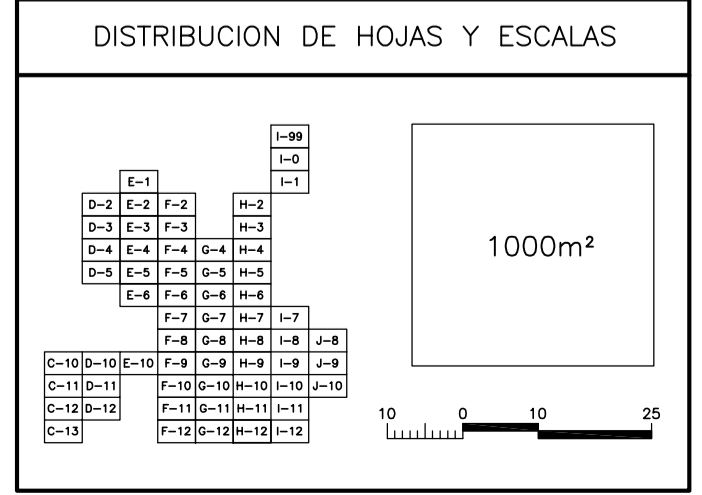 DISTRIBUCION DE HOJAS Y ESCALAS
I-99
I-0
E-1 I-1
D-2 E-2 F-2 H-2
D-3 E-3 F-3 H-3
D-4 E-4 F-4 G-4 H-4
D-5 E-5 F-5 G-5 H-5
E-6 F-6 G-6 H-6
F-7 G-7 H-7 I-7
F-8 G-8 H-8 I-8 J-8
C-10 D-10 E-10 F-9 G-9 H-9 I-9 J-9
C-11 D-11 F-10 G-10 H-10 I-10 J-10
C-12 D-12 F-11 G-11 H-11 I-11
C-13 F-12 G-12 H-12 I-12
1000m²
10 0 10 25